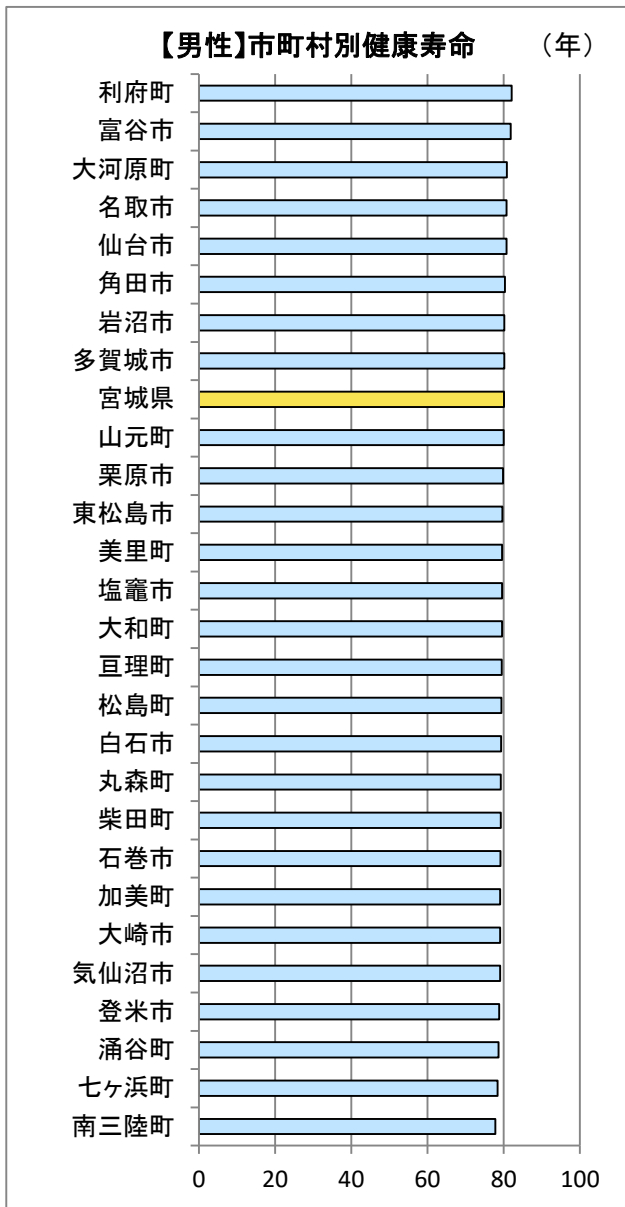 【男性】市町村別健康寿命 （年）
利府町
富谷市
大河原町
名取市
仙台市
角田市
岩沼市
多賀城市
宮城県
山元町
栗原市
東松島市
美里町
塩竈市
大和町
亘理町
松島町
白石市
丸森町
柴田町
石巻市
加美町
大崎市
気仙沼市
登米市
涌谷町
七ヶ浜町
南三陸町
0 20 40 60 80 100